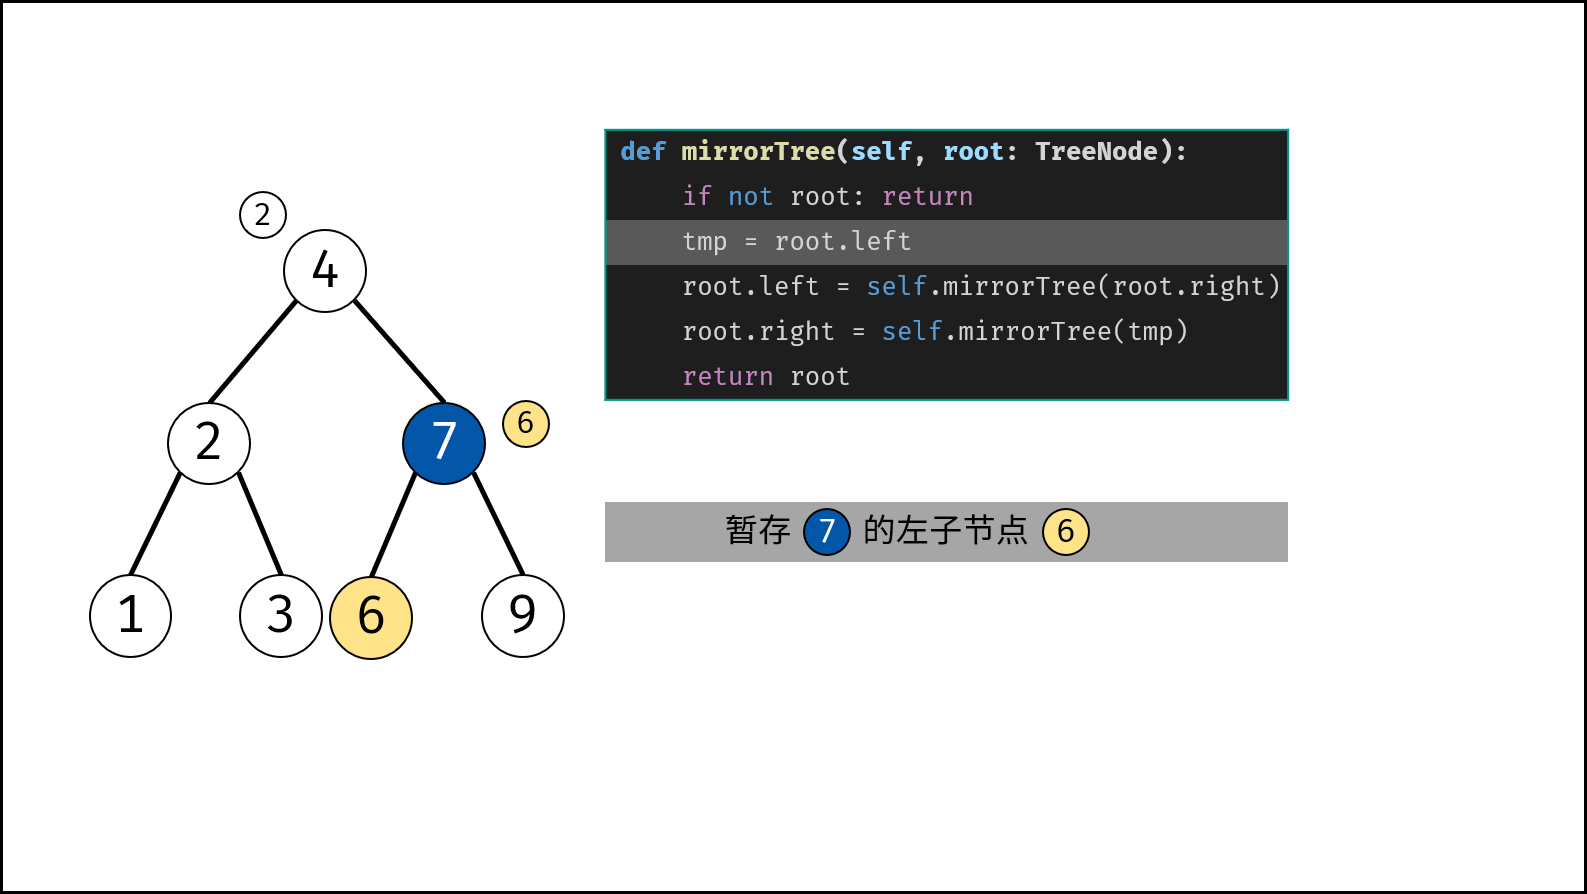 2
4
2
7
6
1
3
6
9
def mirrorTree(self, root: TreeNode):
    if not root: return
    tmp = root.left
    root.left = self.mirrorTree(root.right)
    root.right = self.mirrorTree(tmp)
    return root
暂存 7 的左子节点 6